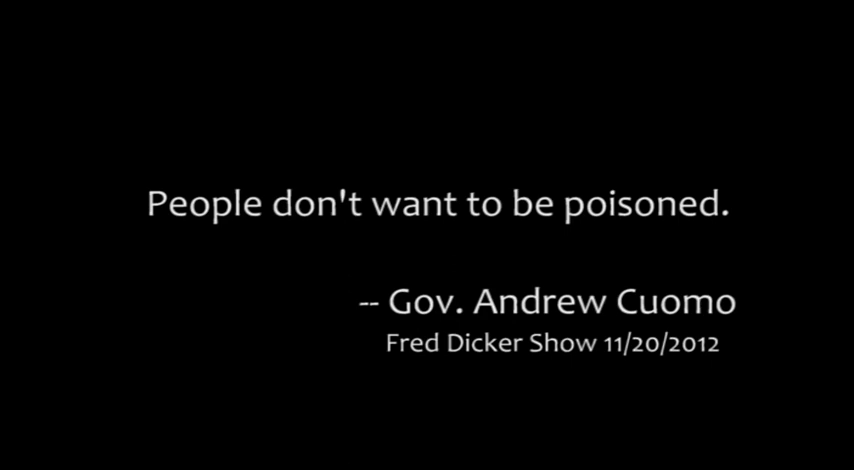 People don't want to be poisoned.
-- Gov. Andrew Cuomo
Fred Dicker Show 11/20/2012